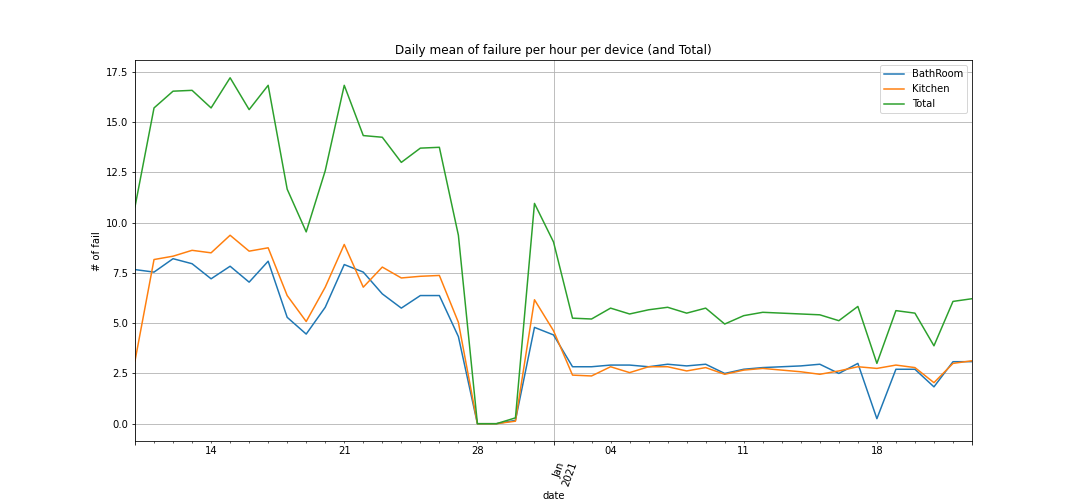 Daily mean of failure per hour per device (and Total)
BathRoom
Kitchen
Total
# of fail
17.5
15.0
12.5
10.0
7.5
5.0
2.5
0.0
14
21
28
Jan
2021
04
11
18
date